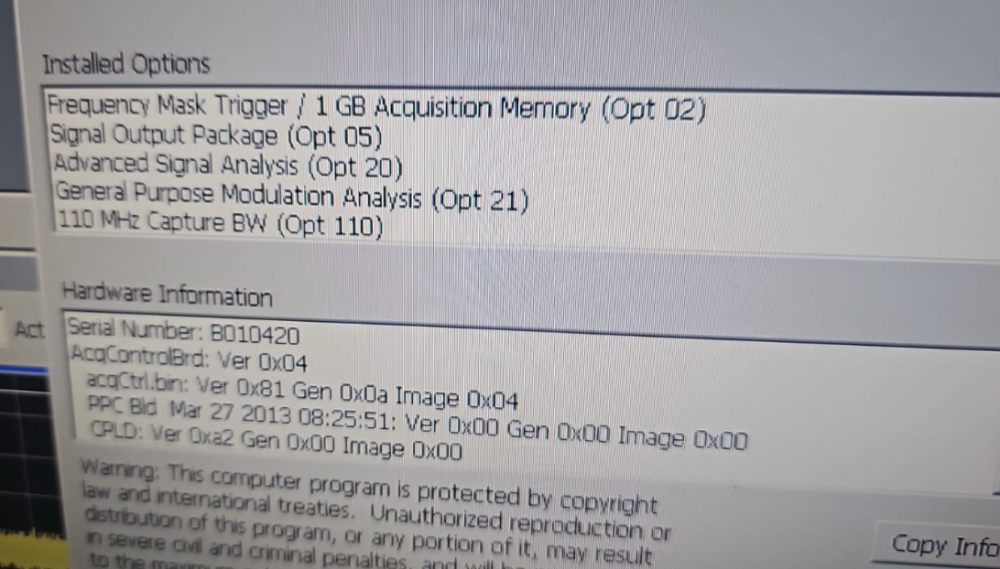 Installed Options
Frequency Mask Trigger / 1 GB Acquisition Memory (Opt 02)
Signal Output Package (Opt 05)
Advanced Signal Analysis (Opt 20)
General Purpose Modulation Analysis (Opt 21)
110 MHz Capture BW (Opt 110)
Hardware Information
Act
Serial Number: B010420
AcqControlBrd: Ver 0x04
acqCtrl.bin: Ver 0x81 Gen 0x0a Image 0x04
PPC Bld Mar 27 2013 08:25:51: Ver 0x00 Gen 0x00 Image 0x00
CPLD: Ver 0xa2 Gen 0x00 Image 0x00
Warning: This computer program is protected by copyright
law and international treaties. Unauthorized reproduction or
distribution of this program, or any portion of it, may result
in severe civil and criminal penalties, and will
to the
Copy Info